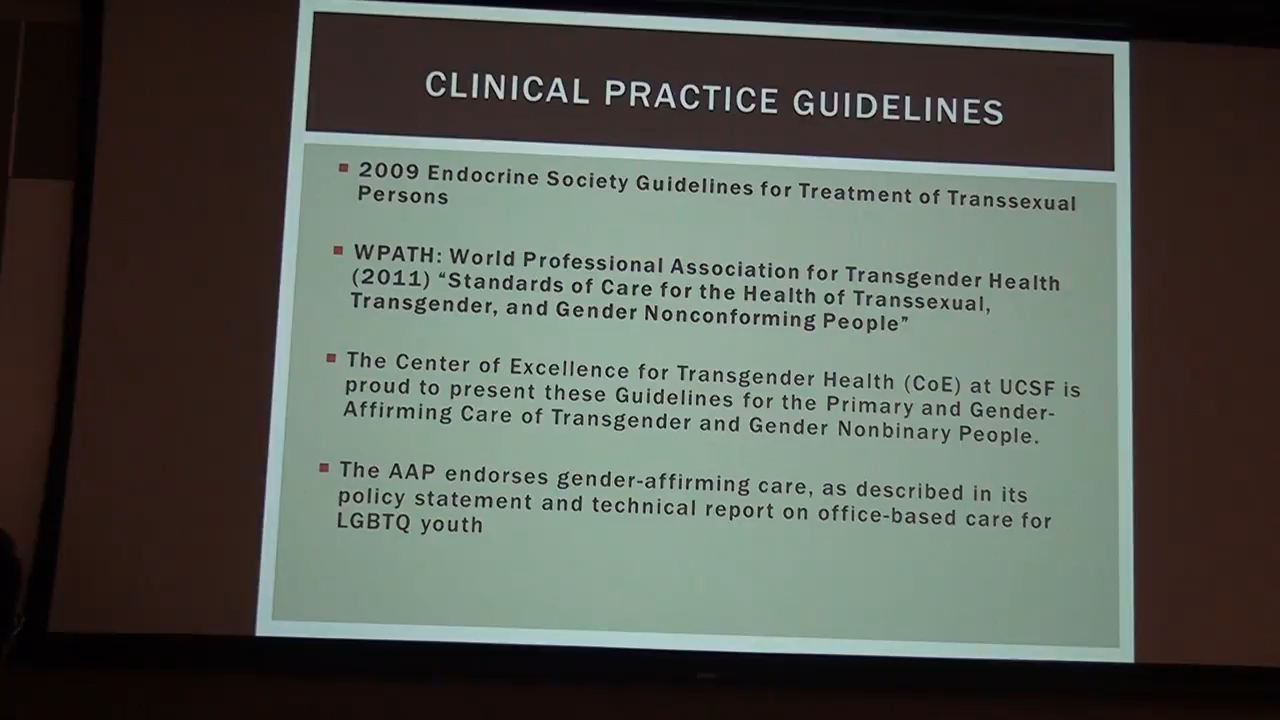 CLINICAL PRACTICE GUIDELINES
2009 Endocrine Society Guidelines for Treatment of Transsexual
Persons
WPATH: World Professional Association for Transgender Health
(2011) “Standards of Care for the Health of Transsexual,
Transgender, and Gender Nonconforming People”
The Center of Excellence for Transgender Health (CoE) at UCSF is
proud to present these Guidelines for the Primary and Gender-
Affirming Care of Transgender and Gender Nonbinary People.
The AAP endorses gender-affirming care, as described in its
policy statement and technical report on office-based care for
LGBTQ youth